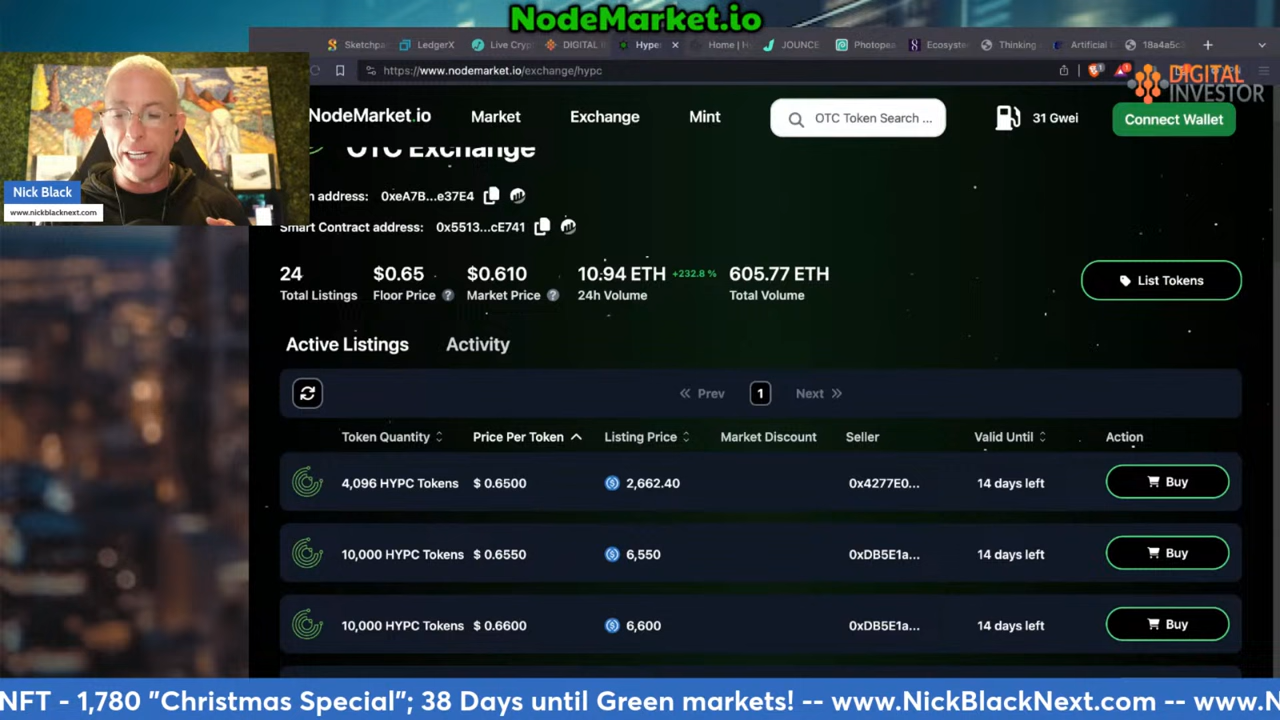 NodeMarket.io
Sketchpa LedgerX Live Cryp DIGITAL Hype Home | H JOUNCE Photopea Ecosyste Thinking Artificial 18a4a5c3
https://www.nodemarket.io/exchange/hypc
DIGITAL INVESTOR
NodeMarket.io Market Exchange Mint OTC Token Search ... 31 Gwei Connect Wallet
OTC Exchange
Nick Black
www.nickblacknext.com
address: 0xeA7B...e37E4
Smart Contract address: 0x5513...cE741
24 $0.65 $0.610 10.94 ETH +232.8 % 605.77 ETH
Total Listings Floor Price ? Market Price ? 24h Volume Total Volume
List Tokens
Active Listings Activity
« Prev 1 Next »
Token Quantity Price Per Token Listing Price Market Discount Seller Valid Until Action
4,096 HYPC Tokens $ 0.6500 2,662.40 0x4277E0... 14 days left Buy
10,000 HYPC Tokens $ 0.6550 6,550 0xDB5E1a... 14 days left Buy
10,000 HYPC Tokens $ 0.6600 6,600 0xDB5E1a... 14 days left Buy
NFT - 1,780 "Christmas Special"; 38 Days until Green markets! -- www.NickBlackNext.com -- www.N